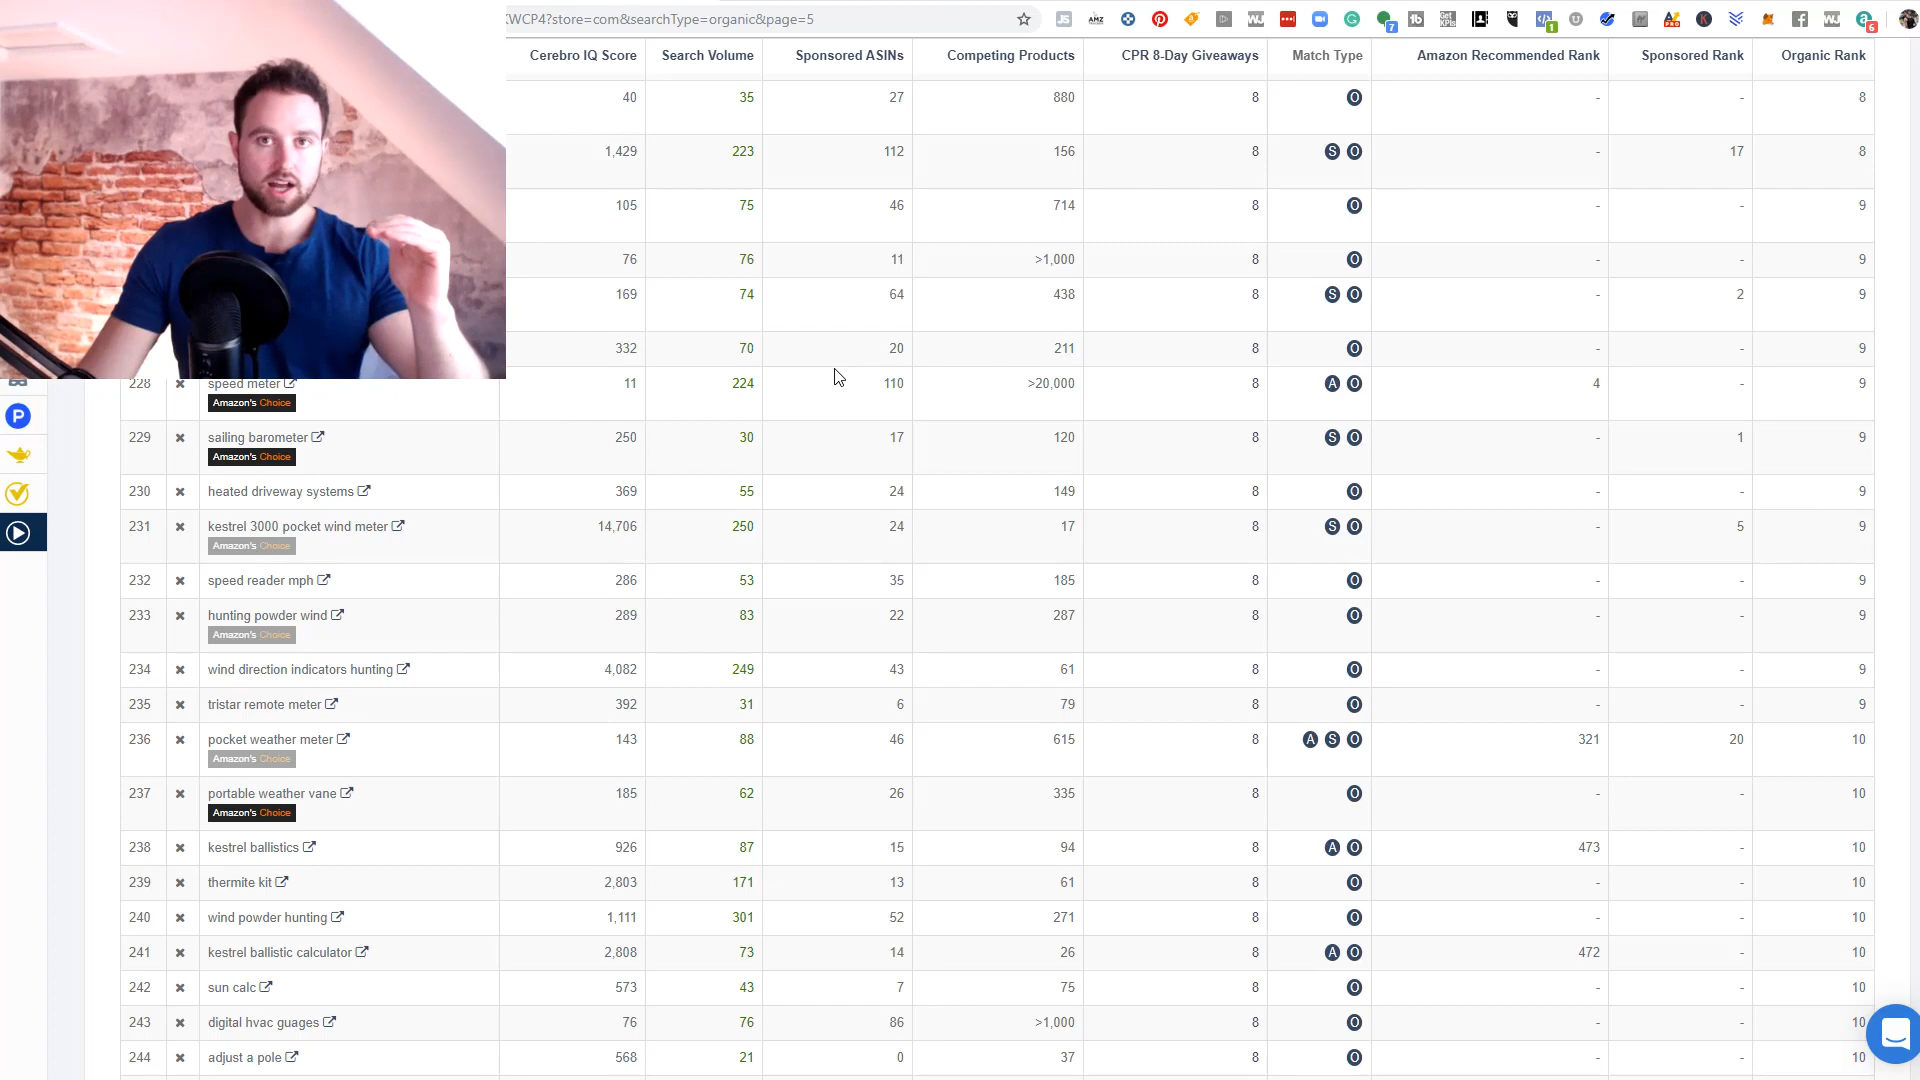 KWCP4?store=com&searchType=organic&page=5
Cerebro IQ Score Search Volume Sponsored ASINs Competing Products CPR 8-Day Giveaways Match Type Amazon Recommended Rank Sponsored Rank Organic Rank
40 35 27 880 8 O - - 8
1,429 223 112 156 8 S O - 17 8
105 75 46 714 8 O - - 9
76 76 11 >1,000 8 O - - 9
169 74 64 438 8 S O - 2 9
332 70 20 211 8 O - - 9
228 speed meter 11 224 110 >20,000 8 A O 4 - 9
Amazon's Choice
229 sailing barometer 250 30 17 120 8 S O - 1 9
Amazon's Choice
230 heated driveway systems 369 55 24 149 8 O - - 9
231 kestrel 3000 pocket wind meter 14,706 250 24 17 8 S O - 5 9
Amazon's Choice
232 speed reader mph 286 53 35 185 8 O - - 9
233 hunting powder wind 289 83 22 287 8 O - - 9
Amazon's Choice
234 wind direction indicators hunting 4,082 249 43 61 8 O - - 9
235 tristar remote meter 392 31 6 79 8 O - - 9
236 pocket weather meter 143 88 46 615 8 A S O 321 20 10
Amazon's Choice
237 portable weather vane 185 62 26 335 8 O - - 10
Amazon's Choice
238 kestrel ballistics 926 87 15 94 8 A O 473 - 10
239 thermite kit 2,803 171 13 61 8 O - - 10
240 wind powder hunting 1,111 301 52 271 8 O - - 10
241 kestrel ballistic calculator 2,808 73 14 26 8 A O 472 - 10
242 sun calc 573 43 7 75 8 O - - 10
243 digital hvac guages 76 76 86 >1,000 8 O - - 10
244 adjust a pole 568 21 0 37 8 O - - 10